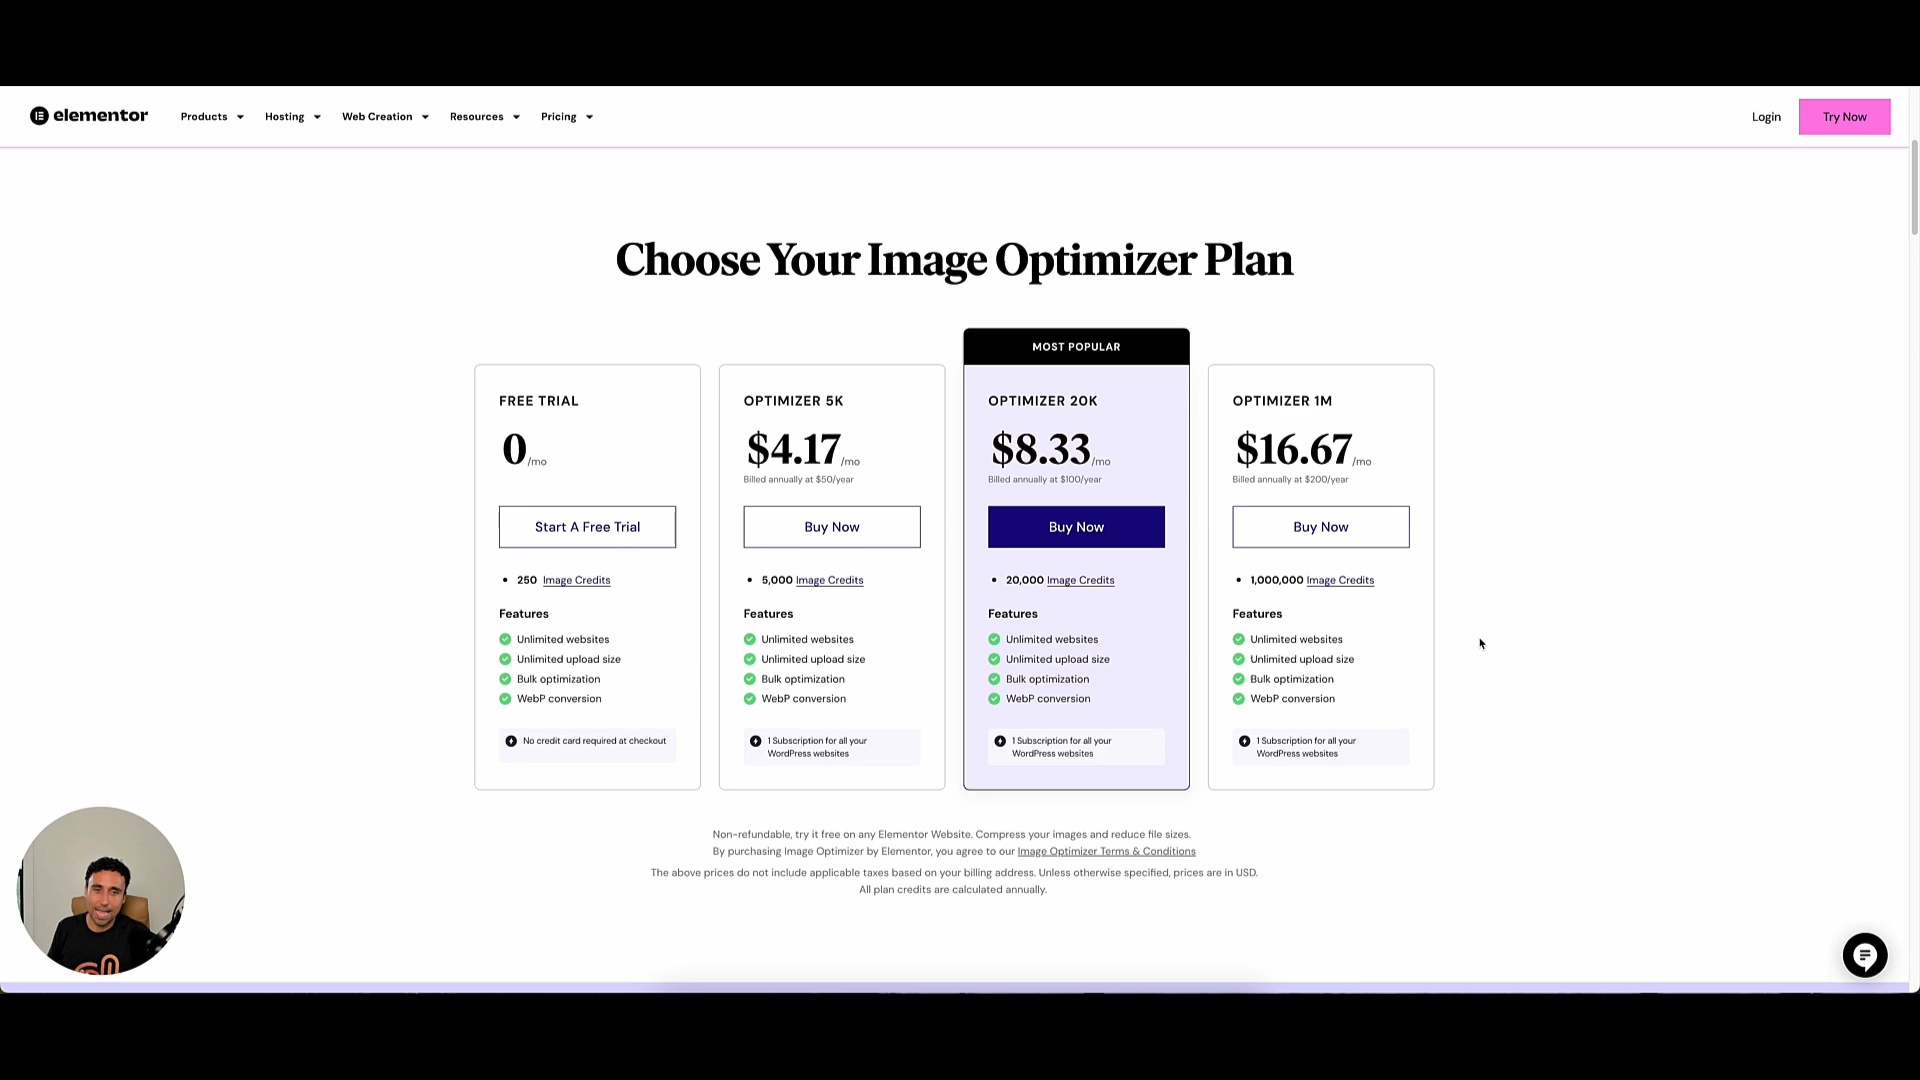 elementor Products Hosting Web Creation Resources Pricing Login Try Now
Choose Your Image Optimizer Plan
MOST POPULAR
FREE TRIAL
0/mo
Start A Free Trial
250 Image Credits
Features
Unlimited websites
Unlimited upload size
Bulk optimization
WebP conversion
No credit card required at checkout
OPTIMIZER 5K
$4.17/mo
Billed annually at $50/year
Buy Now
5,000 Image Credits
Features
Unlimited websites
Unlimited upload size
Bulk optimization
WebP conversion
1 Subscription for all your
WordPress websites
OPTIMIZER 20K
$8.33/mo
Billed annually at $100/year
Buy Now
20,000 Image Credits
Features
Unlimited websites
Unlimited upload size
Bulk optimization
WebP conversion
1 Subscription for all your
WordPress websites
OPTIMIZER 1M
$16.67/mo
Billed annually at $200/year
Buy Now
1,000,000 Image Credits
Features
Unlimited websites
Unlimited upload size
Bulk optimization
WebP conversion
1 Subscription for all your
WordPress websites
Non-refundable, try it free on any Elementor Website. Compress your images and reduce file sizes.
By purchasing Image Optimizer by Elementor, you agree to our Image Optimizer Terms & Conditions
The above prices do not include applicable taxes based on your billing address. Unless otherwise specified, prices are in USD.
All plan credits are calculated annually.